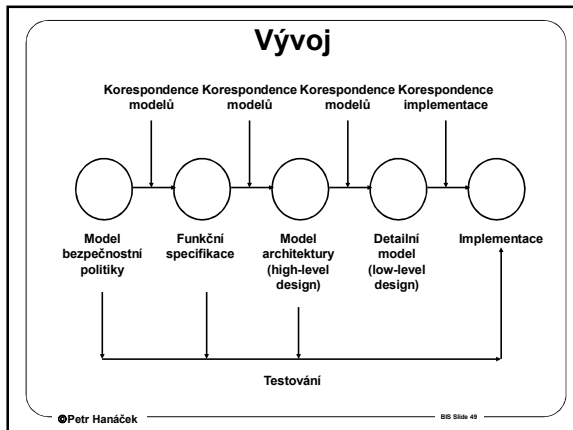 Vývoj
Korespondence
modelů
Korespondence
modelů
Korespondence
modelů
Korespondence
implementace
Model
bezpečnostní
politiky
Funkční
specifikace
Model
architektury
(high-level
design)
Detailní
model
(low-level
design)
Implementace
Testování
©Petr Hanáček
BIS Slide 49